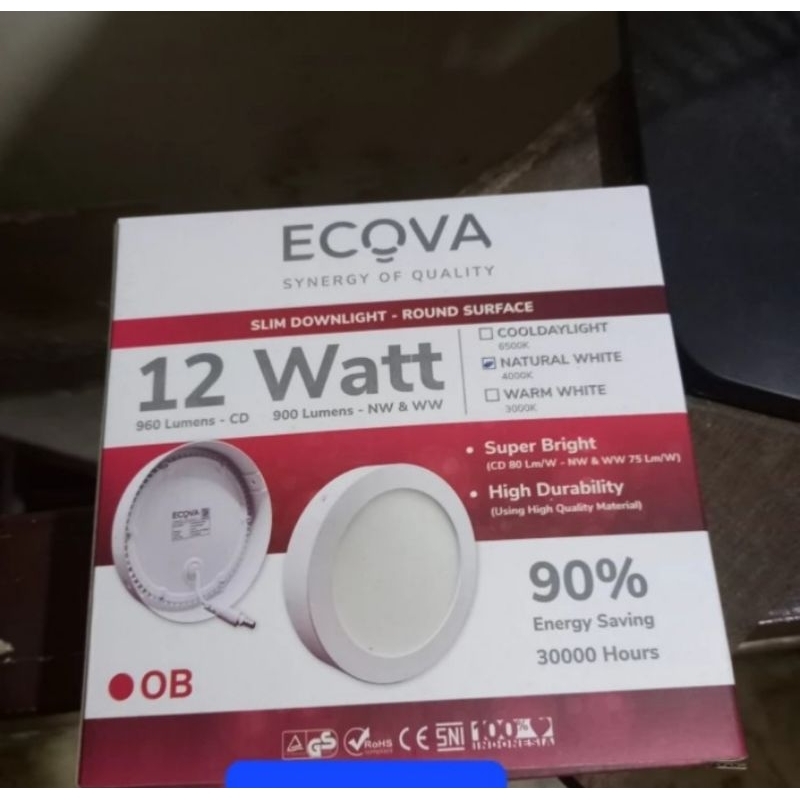 ECOVA
SYNERGY OF QUALITY
SLIM DOWNLIGHT - ROUND SURFACE
12 Watt
960 Lumens - CD 900 Lumens - NW & WW
COOLDAYLIGHT
6500K
NATURAL WHITE
4000K
WARM WHITE
3000K
• Super Bright
(CD 80 Lm/W - NW & WW 75 Lm/W)
• High Durability
(Using High Quality Material)
ECOVA
90%
Energy Saving
30000 Hours
OB
GS RoHS CE SNI 100% INDONESIA